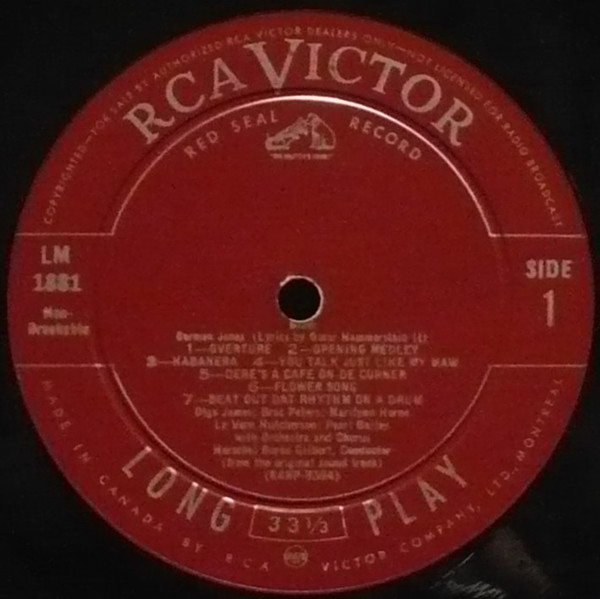 COPYRIGHTED—FOR SALE BY AUTHORIZED RCA VICTOR DEALERS ONLY—NOT LICENSED FOR RADIO BROADCAST
RCA VICTOR
RED SEAL RECORD
LM
1881
Non-
Breakable
SIDE
1
Carmen Jones (Lyrics by Oscar Hammerstein II)
1—OVERTURE 2—OPENING MEDLEY
3—HABANERA 4—YOU TALK JUST LIKE MY MAW
5—DERE'S A CAFE ON DE CORNER
6—FLOWER SONG
7—BEAT OUT DAT RHYTHM ON A DRUM
Olga James; Broc Peters; Marilynn Horne
Le Vern Hutcherson; Pearl Bailey
with Orchestra and Chorus
Herschel Burke Gilbert, Conductor
(from the original sound track)
LONG 33 1/3 PLAY
MADE IN CANADA BY RCA VICTOR COMPANY, LTD., MONTREAL